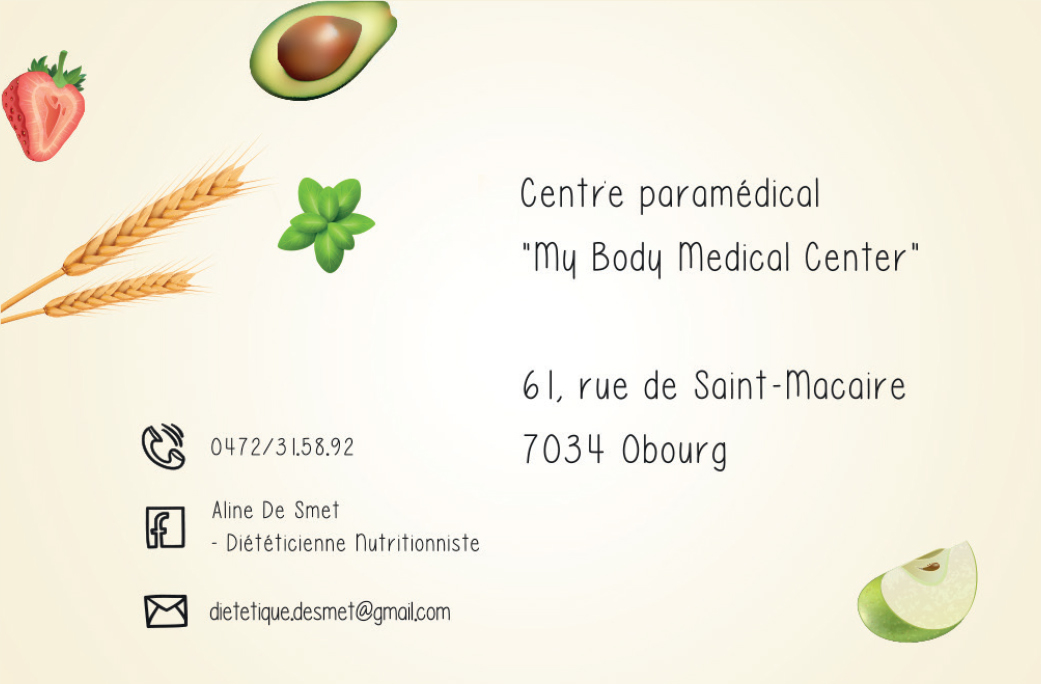 Centre paramédical
"My Body Medical Center"
61, rue de Saint-Macaire
7034 Obourg
0472/31.58.92
Aline De Smet
- Diététicienne Nutritionniste
dietetique.desmet@gmail.com